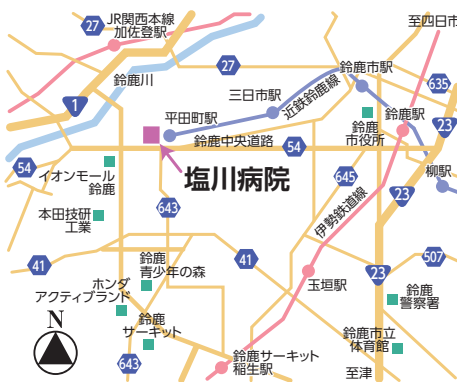 JR関西本線
加佐登駅
27
至四日市
鈴鹿川
27
鈴鹿市駅
635
三日市駅
近鉄鈴鹿線
1
平田町駅
鈴鹿
市役所
鈴鹿駅
23
鈴鹿中央道路
54
54
柳駅
イオンモール
鈴鹿
塩川病院
645
23
643
本田技研
工業
伊勢鉄道線
41
鈴鹿
青少年の森
41
507
玉垣駅
23
ホンダ
アクティブランド
鈴鹿
警察署
鈴鹿
サーキット
鈴鹿市立
体育館
N
643
鈴鹿サーキット
稲生駅
至津